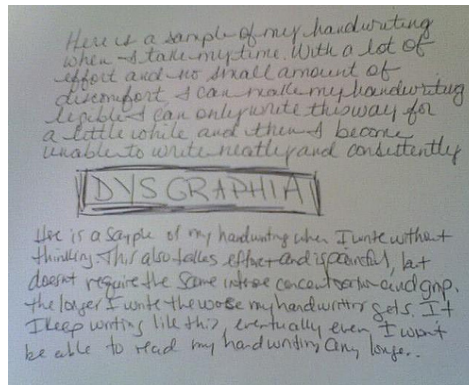 Here is a sample of my handwriting
when I take my time. With a lot of
effort and no small amount of
discomfort, I can make my handwriting
legible. I can only write this way for
a little while and then I become
unable to write neatly and consistently
DYSGRAPHIA
Here is a sample of my handwriting when I write without
thinking. This also takes effort and is painful, but
doesnt require the same intense concentration and grip.
the longer I write the worse my handwriting gets. If
I keep writing like this, eventually even I won't
be able to read my handwriting any longer..